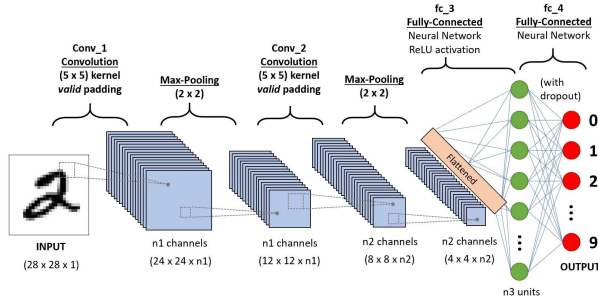 fc_3
Fully-Connected
Neural Network
ReLU activation
fc_4
Fully-Connected
Neural Network
Conv_1
Convolution
(5 x 5) kernel
valid padding
Max-Pooling
(2 x 2)
Conv_2
Convolution
(5 x 5) kernel
valid padding
Max-Pooling
(2 x 2)
(with
dropout)
Flattened
0
1
2
9
INPUT
(28 x 28 x 1)
n1 channels
(24 x 24 x n1)
n1 channels
(12 x 12 x n1)
n2 channels
(8 x 8 x n2)
n2 channels
(4 x 4 x n2)
n3 units
OUTPUT